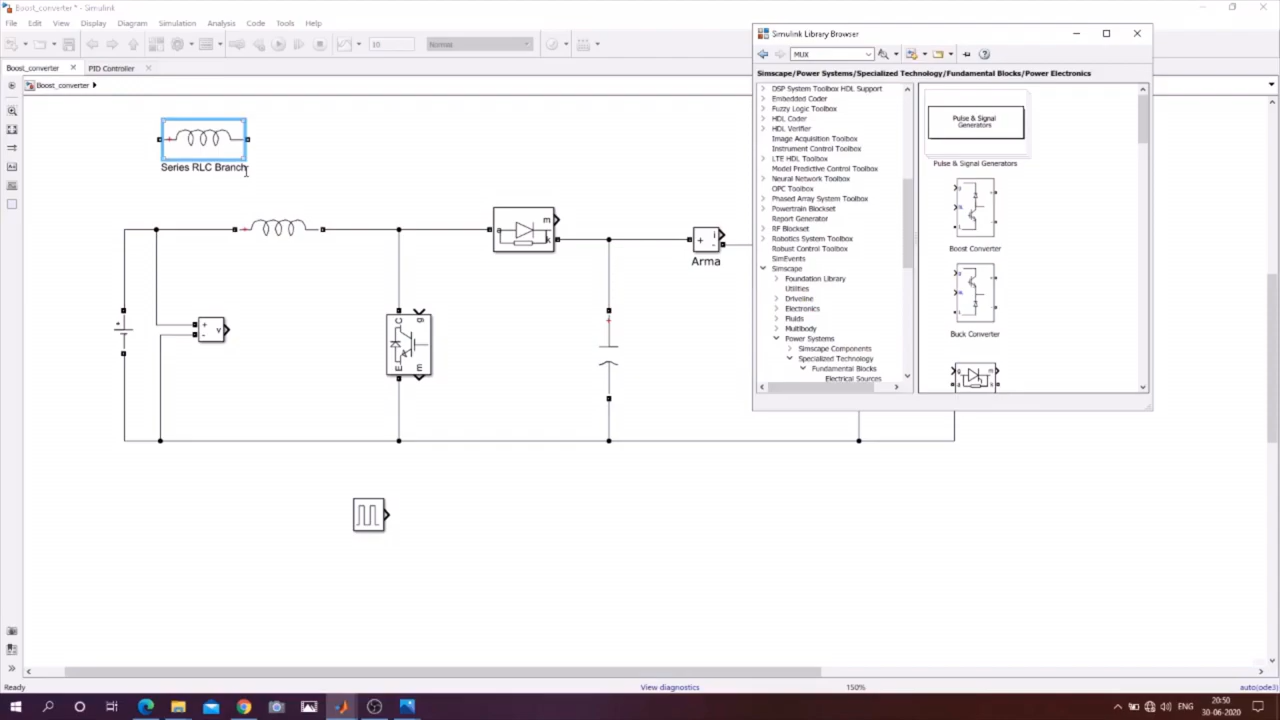 Boost_converter * - Simulink
File Edit View Display Diagram Simulation Analysis Code Tools Help
10
Normal
Boost_converter
PID Controller
Boost_converter
Series RLC Branch
m
a
k
i
+
-
Arma
+
+
-
v
C
g
E
m
Simulink Library Browser
MUX
Simscape/Power Systems/Specialized Technology/Fundamental Blocks/Power Electronics
DSP System Toolbox HDL Support
Embedded Coder
Fuzzy Logic Toolbox
HDL Coder
HDL Verifier
Image Acquisition Toolbox
Instrument Control Toolbox
LTE HDL Toolbox
Model Predictive Control Toolbox
Neural Network Toolbox
OPC Toolbox
Phased Array System Toolbox
Powertrain Blockset
Report Generator
RF Blockset
Robotics System Toolbox
Robust Control Toolbox
SimEvents
Simscape
Foundation Library
Utilities
Driveline
Electronics
Fluids
Multibody
Power Systems
Simscape Components
Specialized Technology
Fundamental Blocks
Electrical Sources
Pulse & Signal
Generators
Pulse & Signal Generators
Boost Converter
Buck Converter
Ready
View diagnostics
150%
auto(ode3)
ENG
20:50
30-06-2020